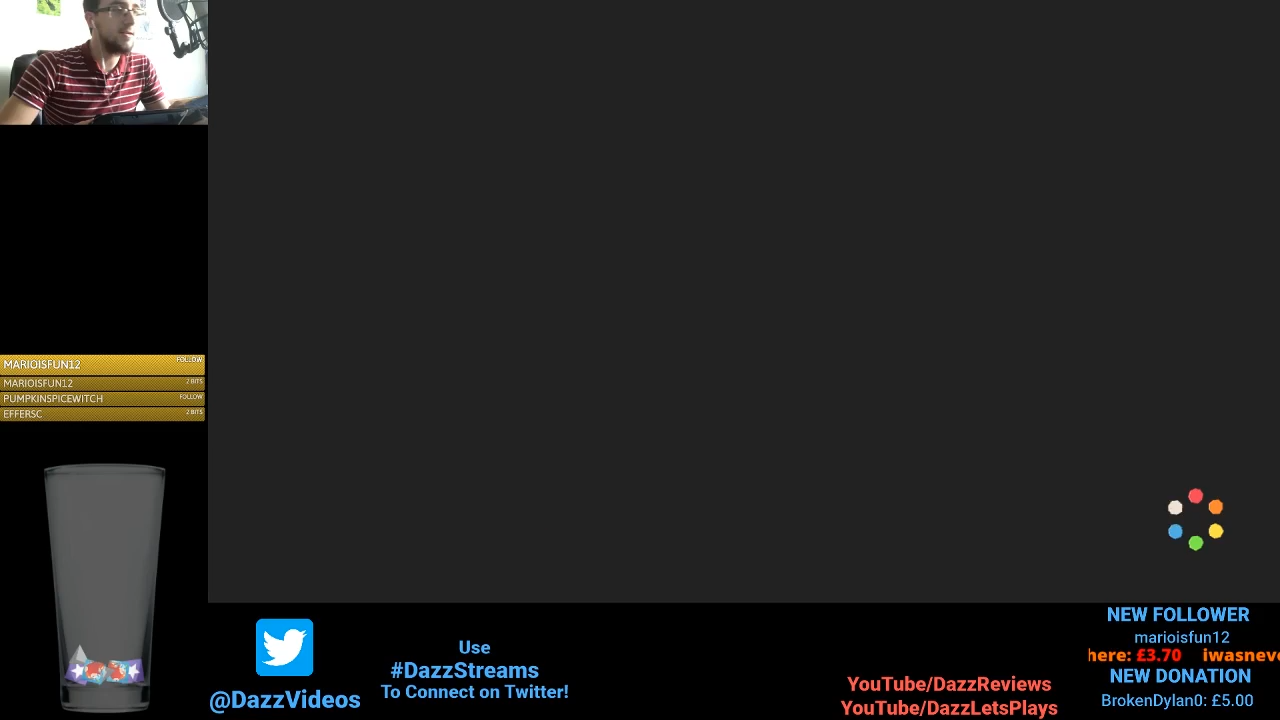 MARIOISFUN12 FOLLOW
MARIOISFUN12 2 BITS
PUMPKINSPICEWITCH FOLLOW
EFFERSC 2 BITS
@DazzVideos
Use
#DazzStreams
To Connect on Twitter!
YouTube/DazzReviews
YouTube/DazzLetsPlays
NEW FOLLOWER
marioisfun12
here: £3.70 iwasneve
NEW DONATION
BrokenDylan0: £5.00